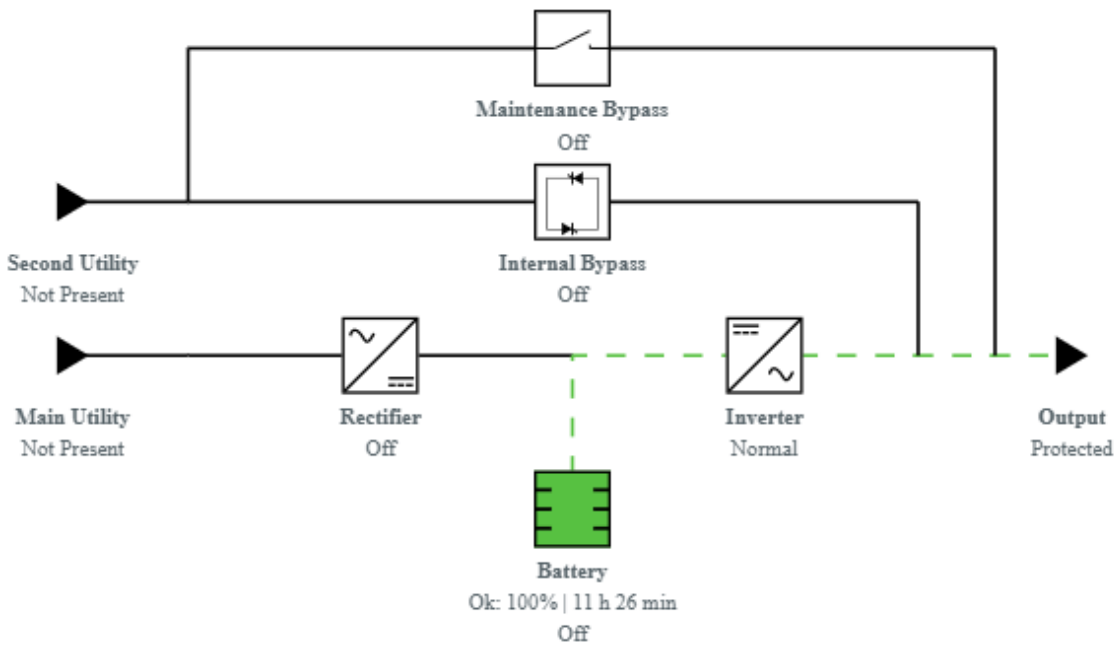 Maintenance Bypass
Off
Second Utility
Not Present
Internal Bypass
Off
Main Utility
Not Present
Rectifier
Off
Inverter
Normal
Output
Protected
Battery
Ok: 100% | 11 h 26 min
Off